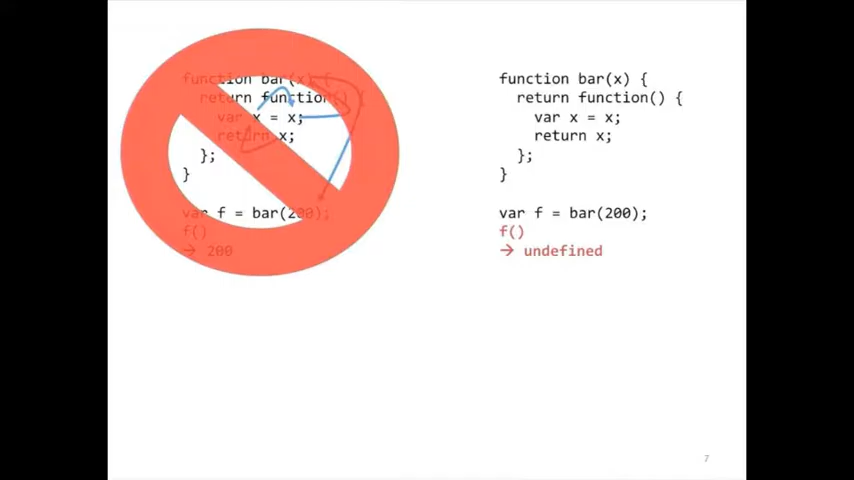 function bar(x) {
return function() {
var x = x;
return x;
};
}
var f = bar(200);
f()
→ 200
function bar(x) {
return function() {
var x = x;
return x;
};
}
var f = bar(200);
f()
→ undefined
7